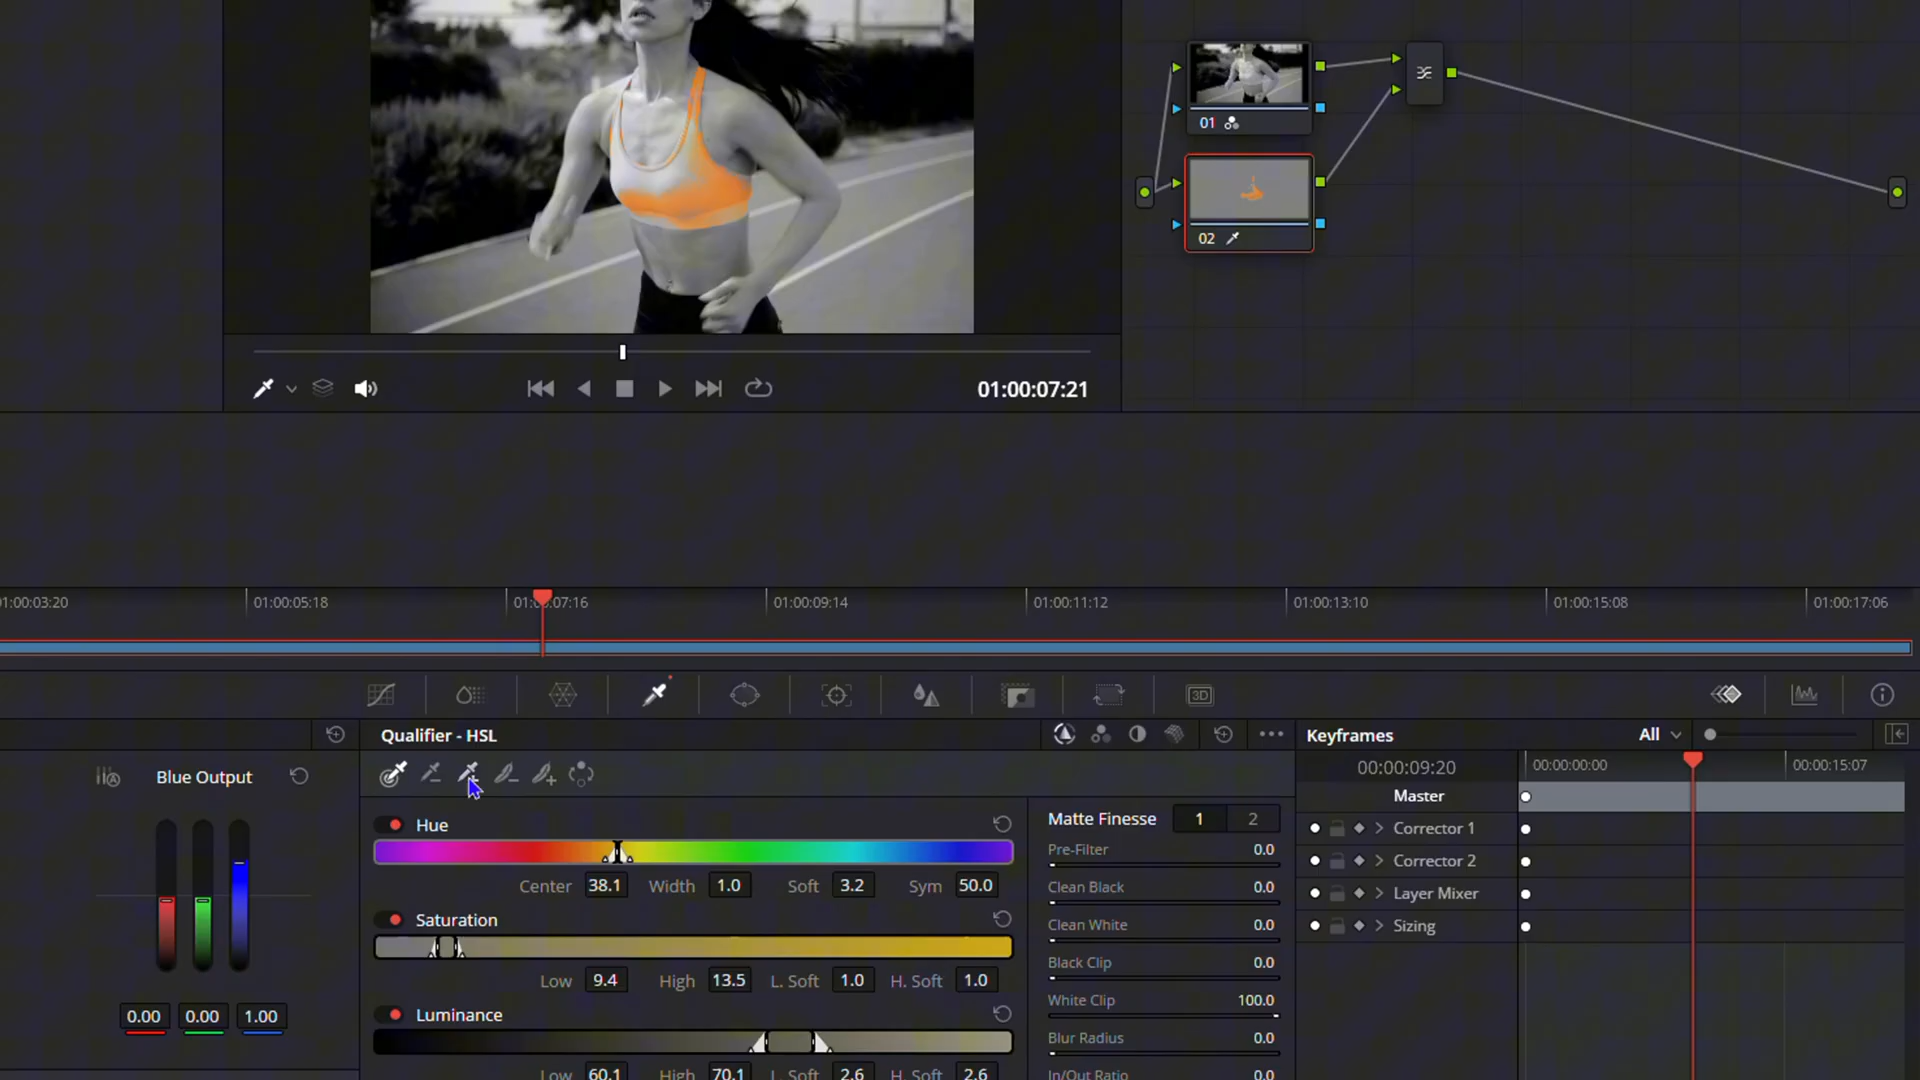 01
02
01:00:07:21
01:00:03:20
01:00:05:18
01:00:07:16
01:00:09:14
01:00:11:12
01:00:13:10
01:00:15:08
01:00:17:06
3D
Qualifier - HSL
Keyframes
All
Blue Output
00:00:09:20
00:00:00:00
00:00:15:07
Master
Hue
Matte Finesse
1
2
Corrector 1
Pre-Filter
0.0
Corrector 2
Center
38.1
Width
1.0
Soft
3.2
Sym
50.0
Clean Black
0.0
Layer Mixer
Saturation
Clean White
0.0
Sizing
Black Clip
0.0
Low
9.4
High
13.5
L. Soft
1.0
H. Soft
1.0
White Clip
100.0
0.00
0.00
1.00
Luminance
Blur Radius
0.0
Low
60.1
High
70.1
L. Soft
2.6
H. Soft
2.6
In/Out Ratio
0.0